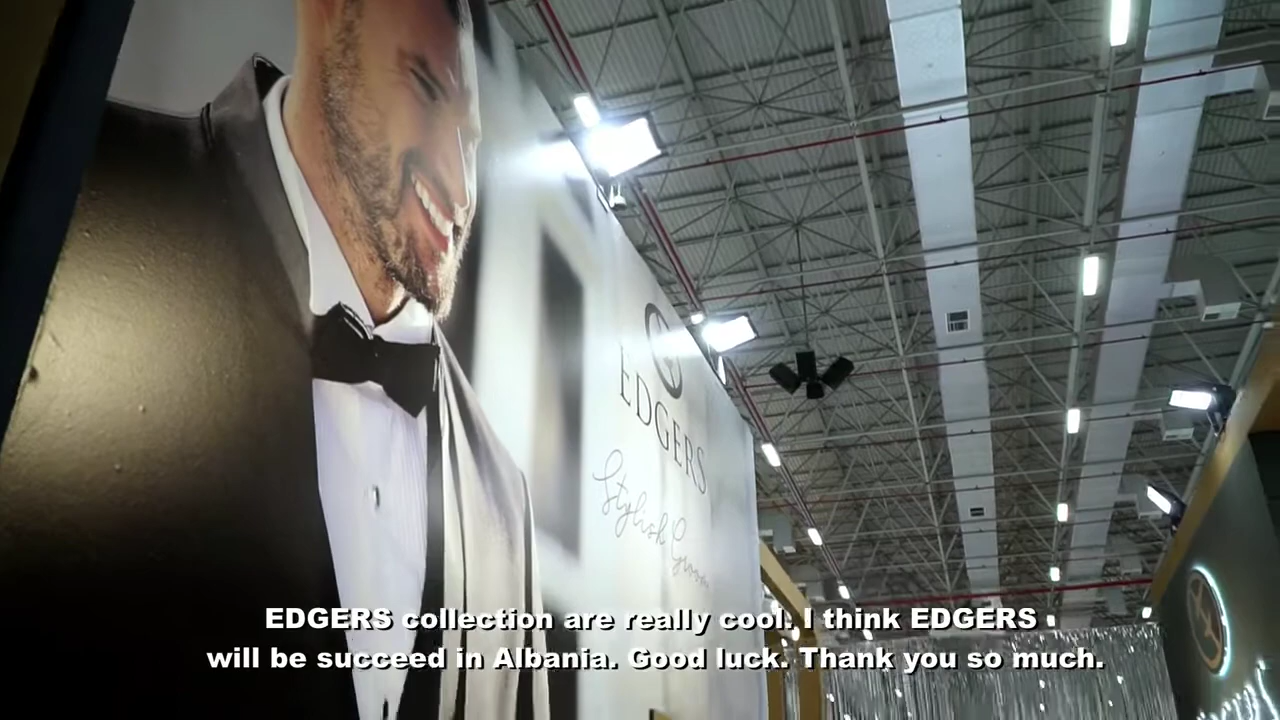 EDGERS
Stylish Groom
EDGERS collection are really cool. I think EDGERS
will be succeed in Albania. Good luck. Thank you so much.